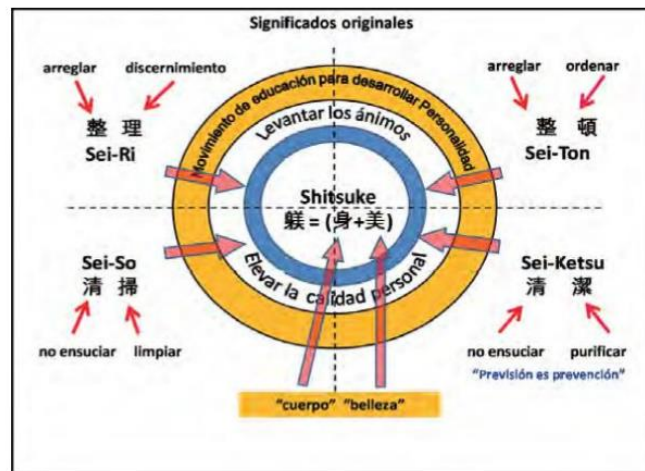 Significados originales
arreglar discernimiento
整 理
Sei-Ri
arreglar ordenar
整 頓
Sei-Ton
Movimiento de educación para desarrollar Personalidad
Levantar los ánimos
Shitsuke
躾 = (身+美)
Elevar la calidad personal
Sei-So
清 掃
no ensuciar limpiar
Sei-Ketsu
清 潔
no ensuciar purificar
"Previsión es prevención"
"cuerpo" "belleza"